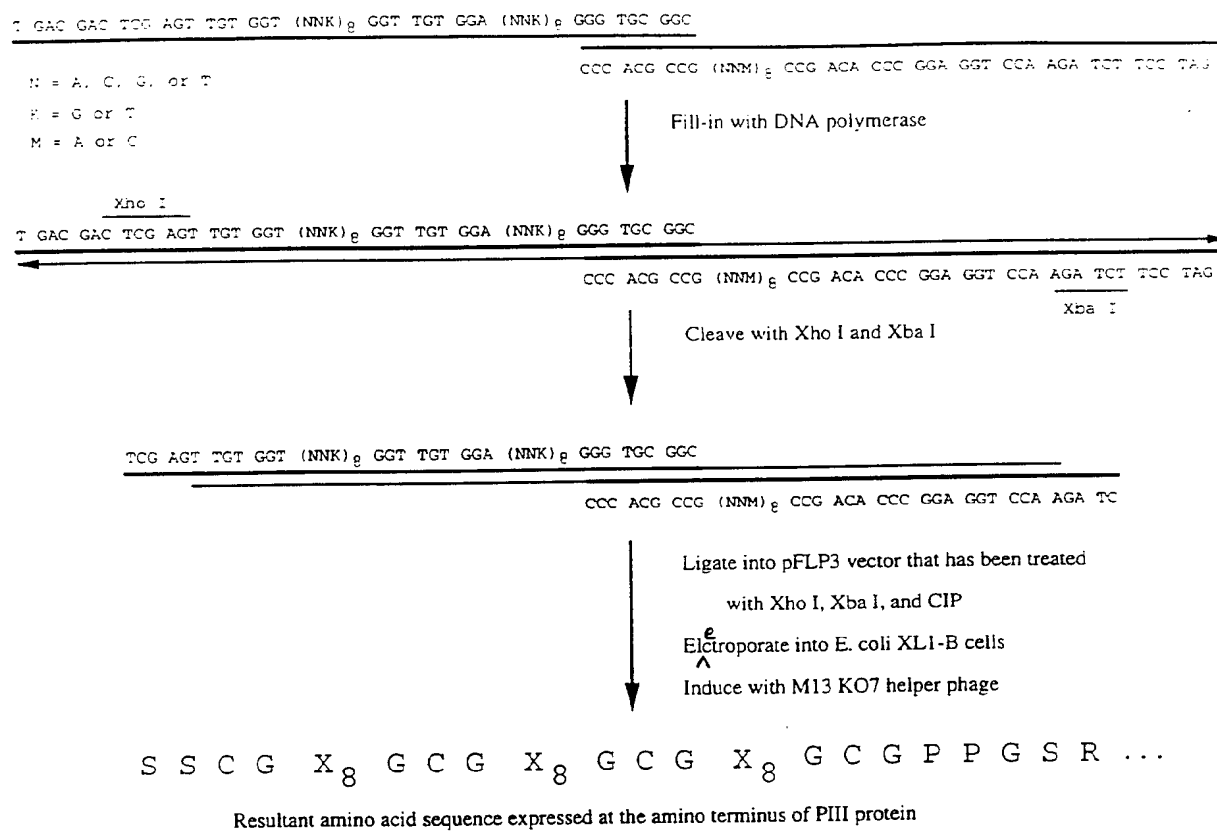 T GAC GAC TCG AGT TGT GGT (NNK)8 GGT TGT GGA (NNK)8 GGG TGC GGC
CCC ACG CCG (NNM)8 CCG ACA CCC GGA GGT CCA AGA TCT TCC TAG
N = A, C, G, or T
K = G or T
M = A or C
Fill-in with DNA polymerase
Xho I
T GAC GAC TCG AGT TGT GGT (NNK)8 GGT TGT GGA (NNK)8 GGG TGC GGC
CCC ACG CCG (NNM)8 CCG ACA CCC GGA GGT CCA AGA TCT TCC TAG
Xba I
Cleave with Xho I and Xba I
TCG AGT TGT GGT (NNK)8 GGT TGT GGA (NNK)8 GGG TGC GGC
CCC ACG CCG (NNM)8 CCG ACA CCC GGA GGT CCA AGA TC
Ligate into pFLP3 vector that has been treated
with Xho I, Xba I, and CIP
Electroporate into E. coli XL1-B cells
Induce with M13 KO7 helper phage
S S C G X8 G C G X8 G C G X8 G C G P P G S R ...
Resultant amino acid sequence expressed at the amino terminus of PIII protein